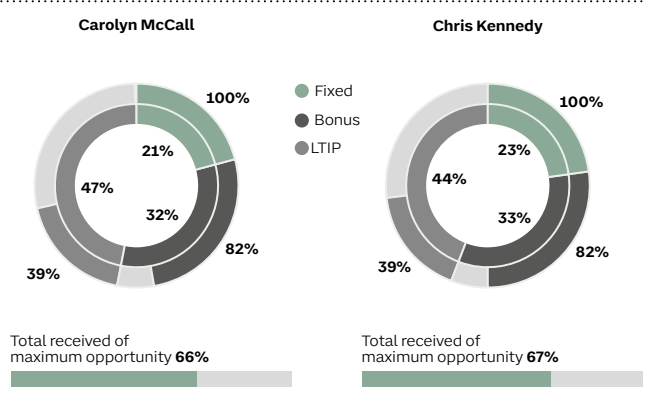 Carolyn McCall
100%
21%
47%
32%
82%
39%
Total received of
maximum opportunity 66%
Fixed
Bonus
LTIP
Chris Kennedy
100%
23%
44%
33%
82%
39%
Total received of
maximum opportunity 67%